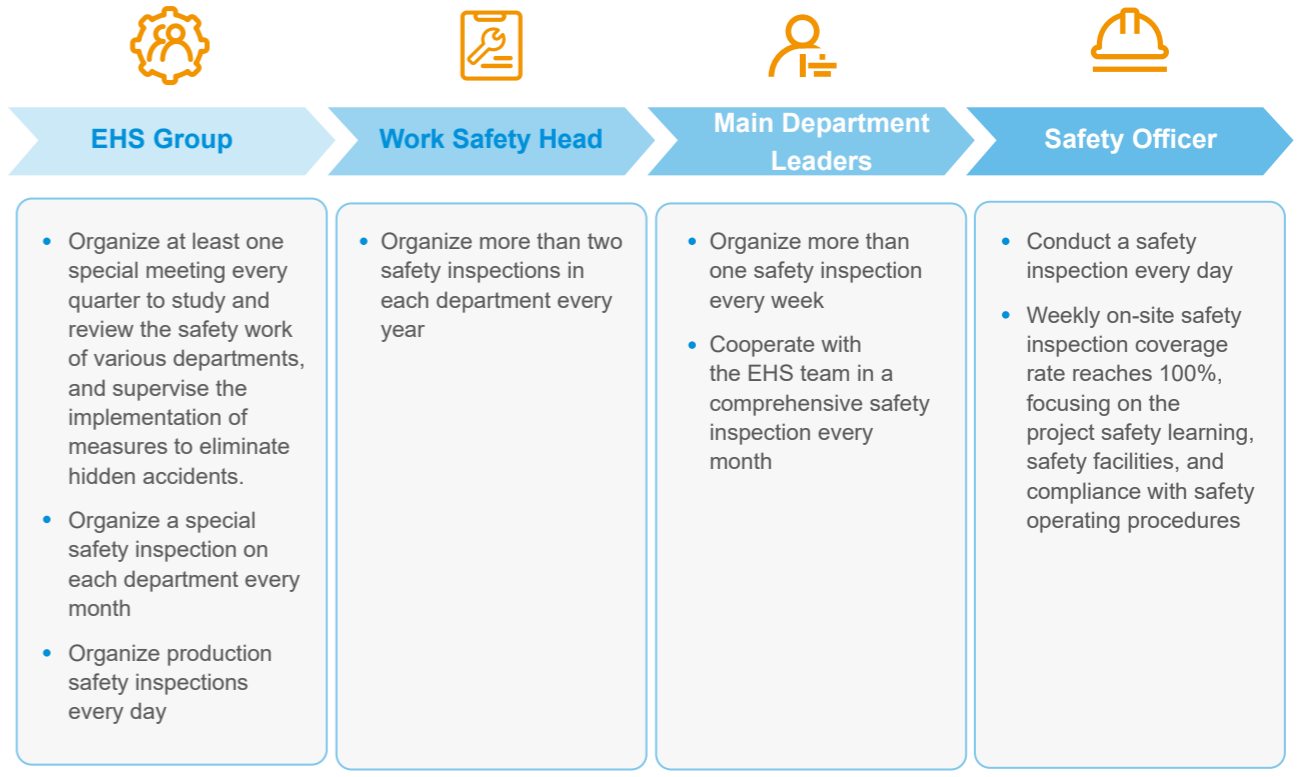 EHS Group
Work Safety Head
Main Department
Leaders
Safety Officer
• Organize at least one
special meeting every
quarter to study and
review the safety work
of various departments,
and supervise the
implementation of
measures to eliminate
hidden accidents.
• Organize a special
safety inspection on
each department every
month
• Organize production
safety inspections
every day
• Organize more than two
safety inspections in
each department every
year
• Organize more than
one safety inspection
every week
• Cooperate with
the EHS team in a
comprehensive safety
inspection every
month
• Conduct a safety
inspection every day
• Weekly on-site safety
inspection coverage
rate reaches 100%,
focusing on the
project safety learning,
safety facilities, and
compliance with safety
operating procedures